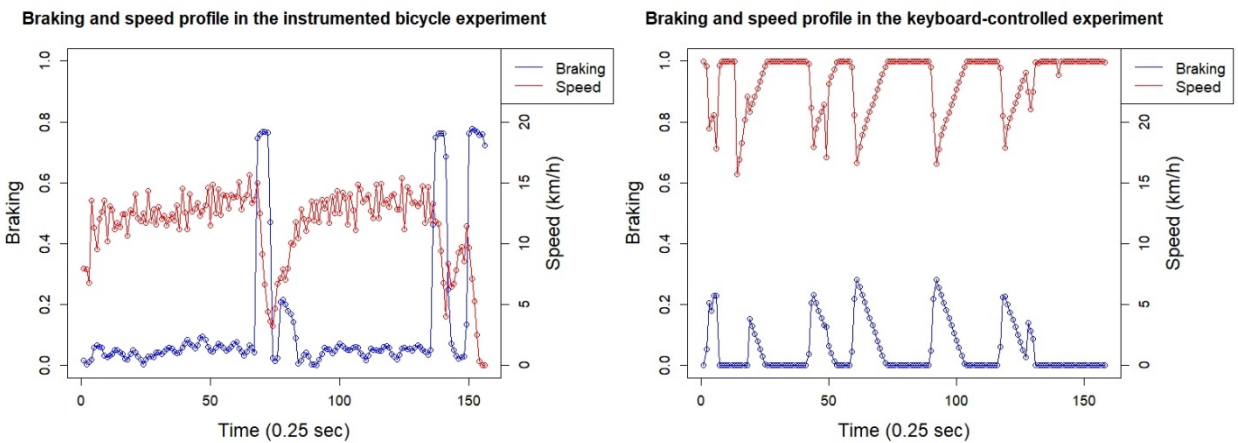 Braking and speed profile in the instrumented bicycle experiment
Braking
Speed
Braking
0.0
0.2
0.4
0.6
0.8
1.0
Speed (km/h)
0
5
10
15
20
0
50
100
150
Time (0.25 sec)
Braking and speed profile in the keyboard-controlled experiment
Braking
Speed
Braking
0.0
0.2
0.4
0.6
0.8
1.0
Speed (km/h)
0
5
10
15
20
0
50
100
150
Time (0.25 sec)